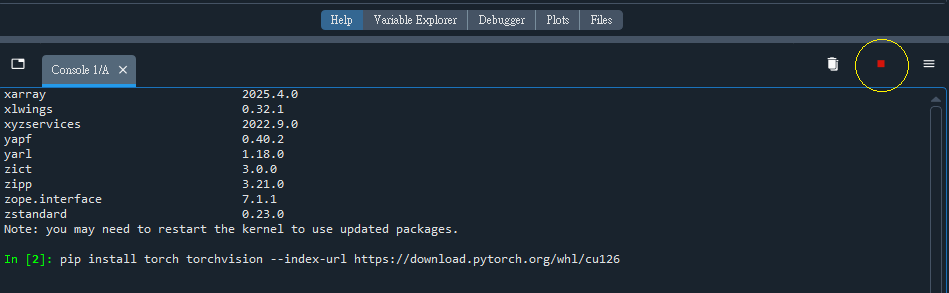 Help Variable Explorer Debugger Plots Files
Console 1/A
xarray 2025.4.0
xlwings 0.32.1
xyzservices 2022.9.0
yapf 0.40.2
yarl 1.18.0
zict 3.0.0
zipp 3.21.0
zope.interface 7.1.1
zstandard 0.23.0
Note: you may need to restart the kernel to use updated packages.
In [2]: pip install torch torchvision --index-url https://download.pytorch.org/whl/cu126